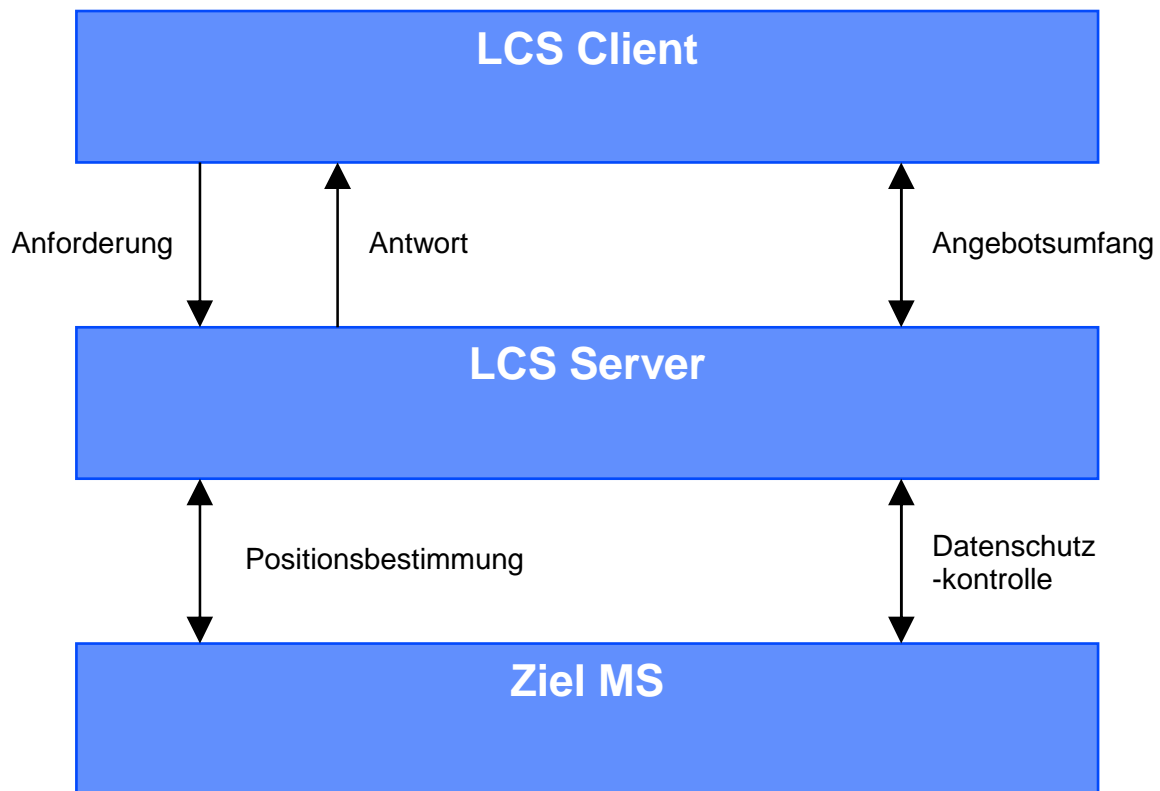 LCS Client
Anforderung
Antwort
Angebotsumfang
LCS Server
Positionsbestimmung
Datenschutz
-kontrolle
Ziel MS